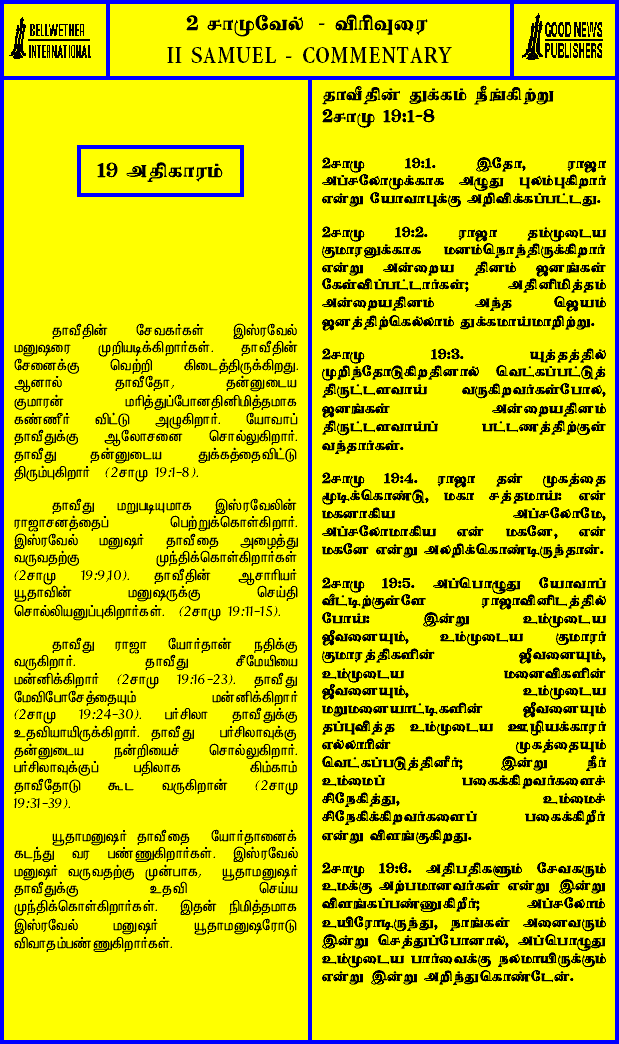 BELLWETHER
INTERNATIONAL
2 சாமுவேல் - விரிவுரை
II SAMUEL - COMMENTARY
GOOD NEWS
PUBLISHERS
19 அதிகாரம்
தாவீதின் சேவகர்கள் இஸ்ரவேல்
மனுஷரை முறியடிக்கிறார்கள். தாவீதின்
சேனைக்கு வெற்றி கிடைத்திருக்கிறது.
ஆனால் தாவீதோ, தன்னுடைய
குமாரன் மரித்துப்போனதினிமித்தமாக
கண்ணீர் விட்டு அழுகிறார். யோவாப்
தாவீதுக்கு ஆலோசனை சொல்லுகிறார்.
தாவீது தன்னுடைய துக்கத்தைவிட்டு
திரும்புகிறார் (2சாமு 19:1-8).
தாவீது மறுபடியுமாக இஸ்ரவேலின்
ராஜாசனத்தைப் பெற்றுக்கொள்கிறார்.
இஸ்ரவேல் மனுஷர் தாவீதை அழைத்து
வருவதற்கு முந்திக்கொள்கிறார்கள்
(2சாமு 19:9,10). தாவீதின் ஆசாரியர்
யூதாவின் மனுஷருக்கு செய்தி
சொல்லியனுப்புகிறார்கள். (2சாமு 19:11-15).
தாவீது ராஜா யோர்தான் நதிக்கு
வருகிறார். தாவீது சீமேயியை
மன்னிக்கிறார் (2சாமு 19:16-23). தாவீது
மேவிபோசேத்தையும் மன்னிக்கிறார்
(2சாமு 19:24-30). பர்சிலா தாவீதுக்கு
உதவியாயிருக்கிறார். தாவீது பர்சிலாவுக்கு
தன்னுடைய நன்றியைச் சொல்லுகிறார்.
பர்சிலாவுக்குப் பதிலாக கிம்காம்
தாவீதோடு கூட வருகிறான் (2சாமு
19:31-39).
யூதாமனுஷர் தாவீதை யோர்தானைக்
கடந்து வர பண்ணுகிறார்கள். இஸ்ரவேல்
மனுஷர் வருவதற்கு முன்பாக, யூதாமனுஷர்
தாவீதுக்கு உதவி செய்ய
முந்திக்கொள்கிறார்கள். இதன் நிமித்தமாக
இஸ்ரவேல் மனுஷர் யூதாமனுஷரோடு
விவாதம்பண்ணுகிறார்கள்.
தாவீதின் துக்கம் நீங்கிற்று
2சாமு 19:1-8
2சாமு 19:1. இதோ, ராஜா
அப்சலோமுக்காக அழுது புலம்புகிறார்
என்று யோவாபுக்கு அறிவிக்கப்பட்டது.
2சாமு 19:2. ராஜா தம்முடைய
குமாரனுக்காக மனம்நொந்திருக்கிறார்
என்று அன்றைய தினம் ஜனங்கள்
கேள்விப்பட்டார்கள்; அதினிமித்தம்
அன்றையதினம் அந்த ஜெயம்
ஜனத்திற்கெல்லாம் துக்கமாய்மாறிற்று.
2சாமு 19:3. யுத்தத்தில்
முறிந்தோடுகிறதினால் வெட்கப்பட்டுத்
திருட்டளவாய் வருகிறவர்கள்போல,
ஜனங்கள் அன்றையதினம்
திருட்டளவாய்ப் பட்டணத்திற்குள்
வந்தார்கள்.
2சாமு 19:4. ராஜா தன் முகத்தை
மூடிக்கொண்டு, மகா சத்தமாய்: என்
மகனாகிய அப்சலோமே,
அப்சலோமாகிய என் மகனே, என்
மகனே என்று அலறிக்கொண்டிருந்தான்.
2சாமு 19:5. அப்பொழுது யோவாப்
வீட்டிற்குள்ளே ராஜாவினிடத்தில்
போய்: இன்று உம்முடைய
ஜீவனையும், உம்முடைய குமாரர்
குமாரத்திகளின் ஜீவனையும்,
உம்முடைய மனைவிகளின்
ஜீவனையும், உம்முடைய
மறுமனையாட்டிகளின் ஜீவனையும்
தப்புவித்த உம்முடைய ஊழியக்காரர்
எல்லாரின் முகத்தையும்
வெட்கப்படுத்தினீர்; இன்று நீர்
உம்மைப் பகைக்கிறவர்களைச்
சிநேகித்து, உம்மைச்
சிநேகிக்கிறவர்களைப் பகைக்கிறீர்
என்று விளங்குகிறது.
2சாமு 19:6. அதிபதிகளும் சேவகரும்
உமக்கு அற்பமானவர்கள் என்று இன்று
விளங்கப்பண்ணுகிறீர்; அப்சலோம்
உயிரோடிருந்து, நாங்கள் அனைவரும்
இன்று செத்துப்போனால், அப்பொழுது
உம்முடைய பார்வைக்கு நலமாயிருக்கும்
என்று இன்று அறிந்துகொண்டேன்.